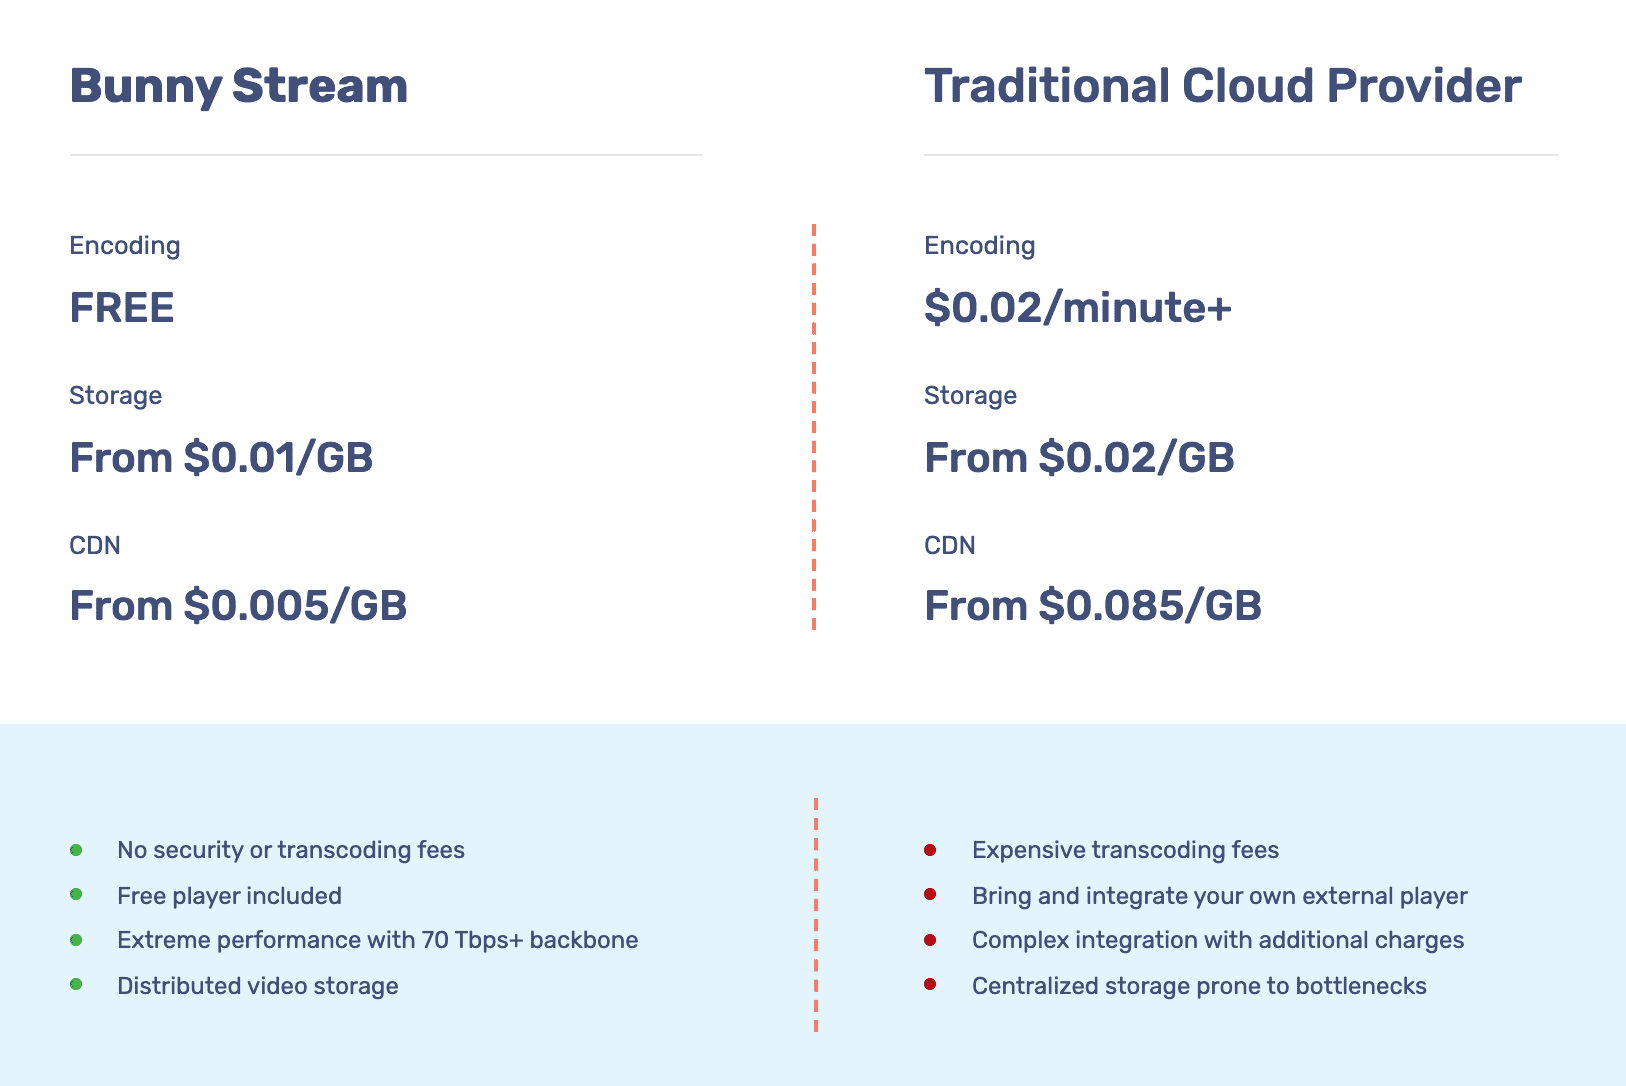 Bunny Stream
Encoding
FREE
Storage
From $0.01/GB
CDN
From $0.005/GB
Traditional Cloud Provider
Encoding
$0.02/minute+
Storage
From $0.02/GB
CDN
From $0.085/GB
No security or transcoding fees
Free player included
Extreme performance with 70 Tbps+ backbone
Distributed video storage
Expensive transcoding fees
Bring and integrate your own external player
Complex integration with additional charges
Centralized storage prone to bottlenecks